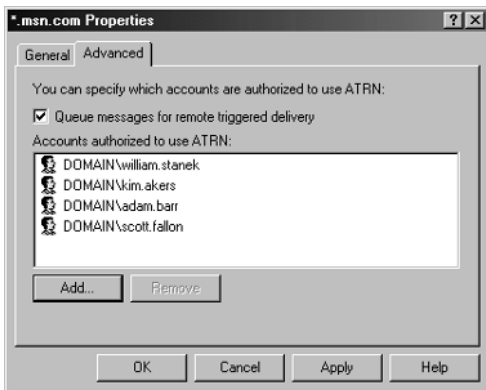 *.msn.com Properties
? X
General Advanced
You can specify which accounts are authorized to use ATRN:
Queue messages for remote triggered delivery
Accounts authorized to use ATRN:
DOMAIN\william.stanek
DOMAIN\kim.akers
DOMAIN\adam.barr
DOMAIN\scott.fallon
Add... Remove
OK Cancel Apply Help